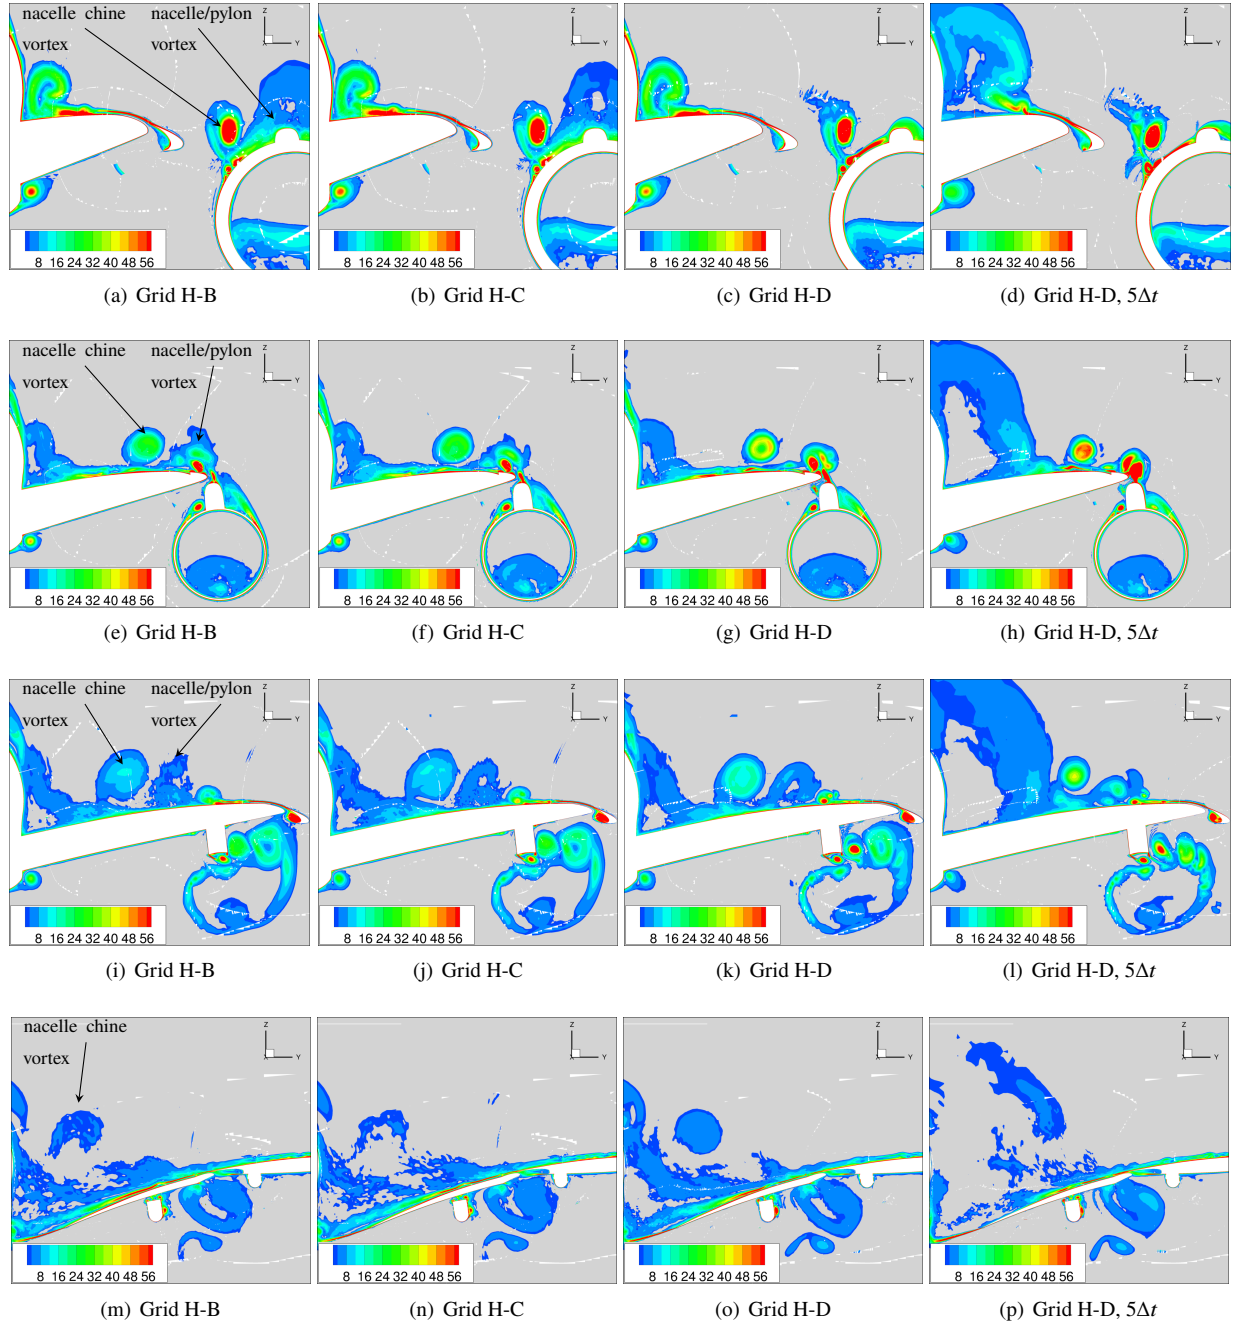 nacelle chine nacelle/pylon
vortex vortex
Z Z Z Z
X Y X Y X Y X Y
8 16 24 32 40 48 56 8 16 24 32 40 48 56 8 16 24 32 40 48 56 8 16 24 32 40 48 56
(a) Grid H-B (b) Grid H-C (c) Grid H-D (d) Grid H-D, 5Δt
nacelle chine nacelle/pylon
vortex vortex
Z Z Z Z
X Y X Y X Y X Y
8 16 24 32 40 48 56 8 16 24 32 40 48 56 8 16 24 32 40 48 56 8 16 24 32 40 48 56
(e) Grid H-B (f) Grid H-C (g) Grid H-D (h) Grid H-D, 5Δt
nacelle chine nacelle/pylon
vortex vortex
Z Z Z Z
X Y X Y X Y X Y
8 16 24 32 40 48 56 8 16 24 32 40 48 56 8 16 24 32 40 48 56 8 16 24 32 40 48 56
(i) Grid H-B (j) Grid H-C (k) Grid H-D (l) Grid H-D, 5Δt
nacelle chine
vortex
Z Z Z Z
X Y X Y X Y X Y
8 16 24 32 40 48 56 8 16 24 32 40 48 56 8 16 24 32 40 48 56 8 16 24 32 40 48 56
(m) Grid H-B (n) Grid H-C (o) Grid H-D (p) Grid H-D, 5Δt